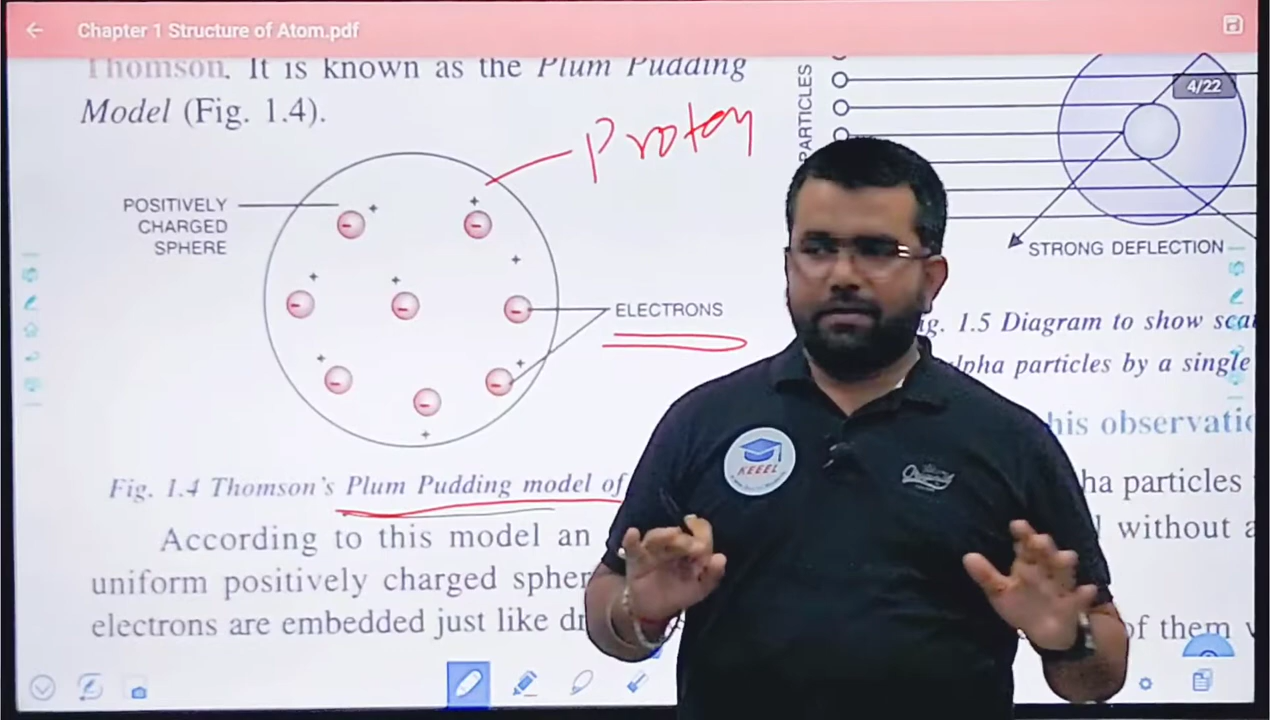 Chapter 1 Structure of Atom.pdf
Thomson. It is known as the Plum Pudding
Model (Fig. 1.4).
Proton
POSITIVELY
CHARGED
SPHERE
ELECTRONS
Fig. 1.4 Thomson's Plum Pudding model of
According to this model an
uniform positively charged spher
electrons are embedded just like dr
PARTICLES
4/22
STRONG DEFLECTION
ig. 1.5 Diagram to show sca
alpha particles by a single
his observatio
ha particles
without a
of them
KEEEL